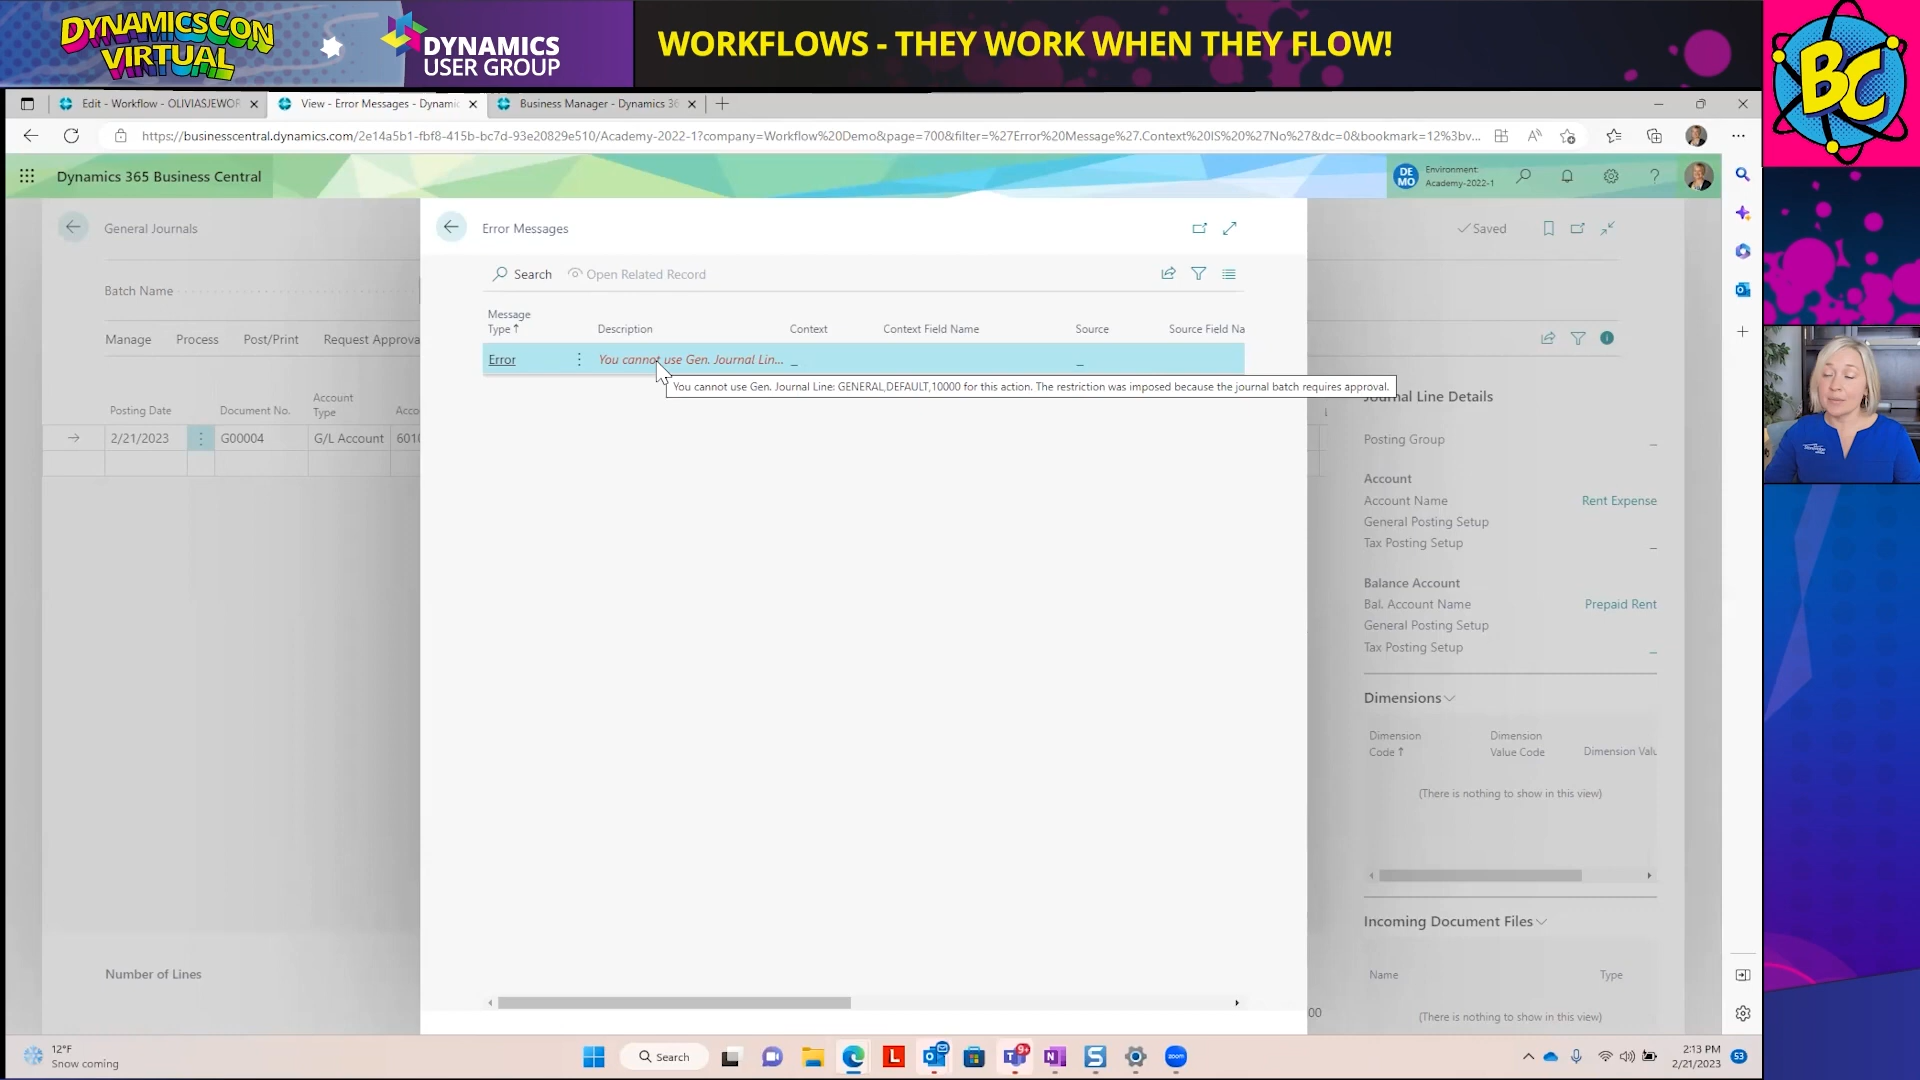 DYNAMICSCON
VIRTUAL
DYNAMICS
USER GROUP
WORKFLOWS - THEY WORK WHEN THEY FLOW!
BC
Edit - Workflow - OLIVIASJEWOR
View - Error Messages - Dynamic
Business Manager - Dynamics 36
https://businesscentral.dynamics.com/2e14a5b1-fbf8-415b-bc7d-93e20829e510/Academy-2022-1?company=Workflow%20Demo&page=700&filter=%27Error%20Message%27.Context%20IS%20%27No%27&dc=0&bookmark=12%3bv...
Dynamics 365 Business Central
DE
MO
Environment:
Academy-2022-1
General Journals
Error Messages
Saved
Search
Open Related Record
Batch Name
Manage
Process
Post/Print
Request Approva
Message
Type ↑
Description
Context
Context Field Name
Source
Source Field Na
Error
You cannot use Gen. Journal Lin...
_
_
You cannot use Gen. Journal Line: GENERAL,DEFAULT,10000 for this action. The restriction was imposed because the journal batch requires approval.
Posting Date
Document No.
Account
Type
Acco
2/21/2023
G00004
G/L Account
6010
Journal Line Details
Posting Group
_
Account
Account Name
Rent Expense
General Posting Setup
Tax Posting Setup
_
Balance Account
Bal. Account Name
Prepaid Rent
General Posting Setup
Tax Posting Setup
_
Dimensions
Dimension
Code ↑
Dimension
Value Code
Dimension Valu
(There is nothing to show in this view)
Incoming Document Files
Name
Type
(There is nothing to show in this view)
Number of Lines
00
12°F
Snow coming
Search
L
9+
N
S
zoom
2:13 PM
2/21/2023
53